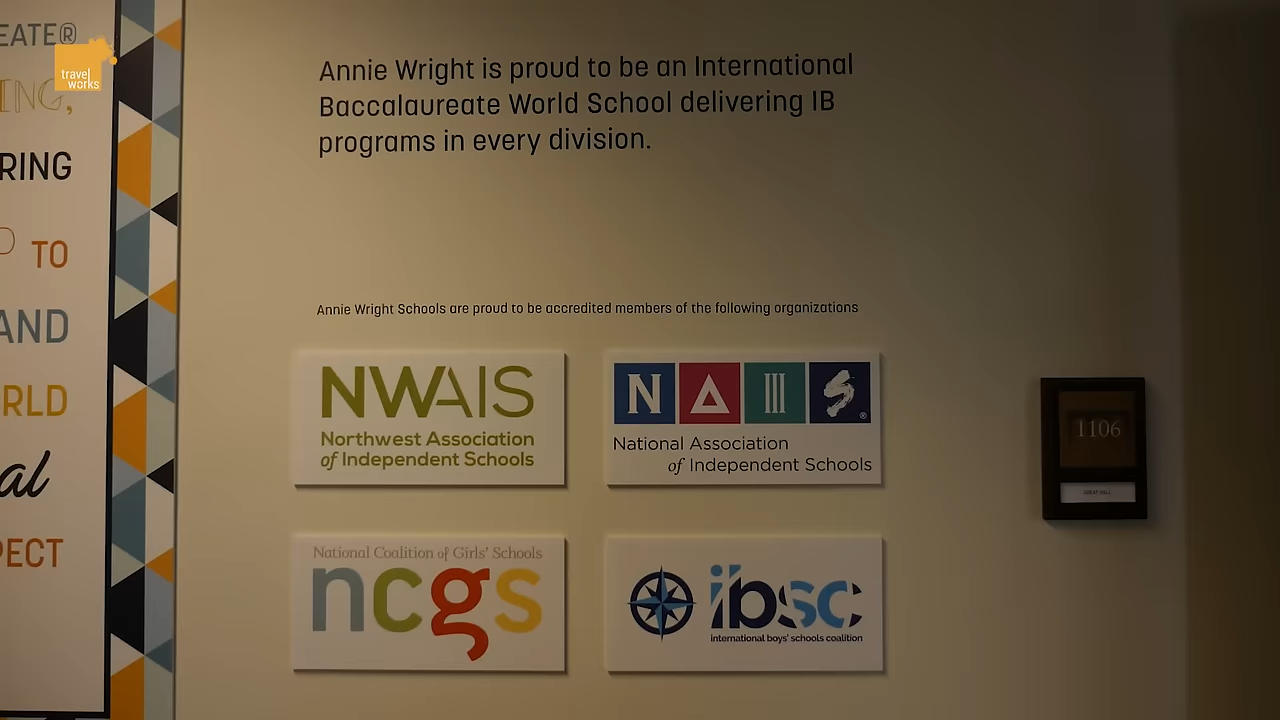 EATE®
travel
works
ING,
RING
TO
AND
RLD
al
PECT
Annie Wright is proud to be an International
Baccalaureate World School delivering IB
programs in every division.
Annie Wright Schools are proud to be accredited members of the following organizations
NWAIS
Northwest Association
of Independent Schools
NAIS®
National Association
of Independent Schools
National Coalition of Girls' Schools
ncgs
ibsc
international boys' schools coalition
1106
GREAT HALL